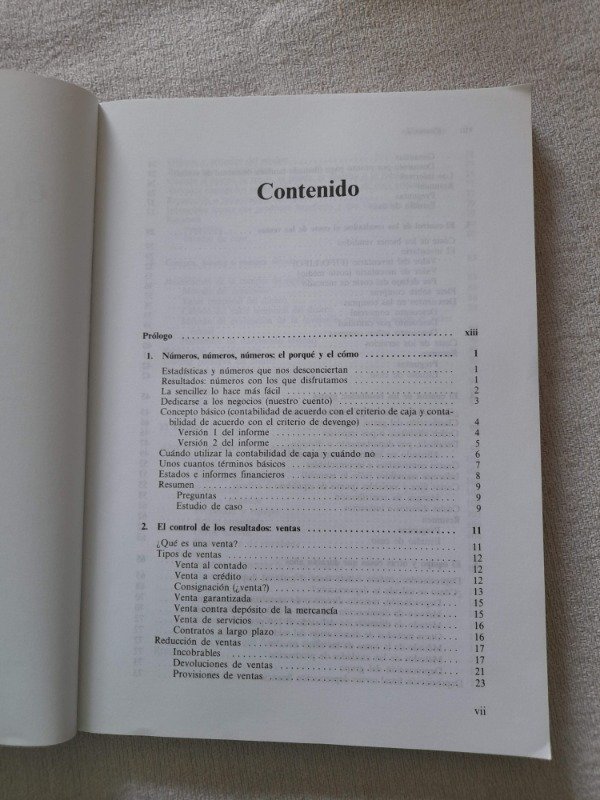 Contenido
Prólogo xiii
1. Números, números, números: el porqué y el cómo 1
Estadísticas y números que nos desconciertan 1
Resultados: números con los que disfrutamos 1
La sencillez lo hace más fácil 2
Dedicarse a los negocios (nuestro cuento) 3
Concepto básico (contabilidad de acuerdo con el criterio de caja y conta-
bilidad de acuerdo con el criterio de devengo) 4
Versión 1 del informe 4
Versión 2 del informe 5
Cuándo utilizar la contabilidad de caja y cuándo no 6
Unos cuantos términos básicos 7
Estados e informes financieros 8
Resumen 9
Preguntas 9
Estudio de caso 9
2. El control de los resultados: ventas 11
¿Qué es una venta? 11
Tipos de ventas 12
Venta al contado 12
Venta a crédito 12
Consignación (¿venta?) 13
Venta garantizada 15
Venta contra depósito de la mercancía 15
Venta de servicios 16
Contratos a largo plazo 16
Reducción de ventas 17
Incobrables 17
Devoluciones de ventas 21
Provisiones de ventas 23
vii